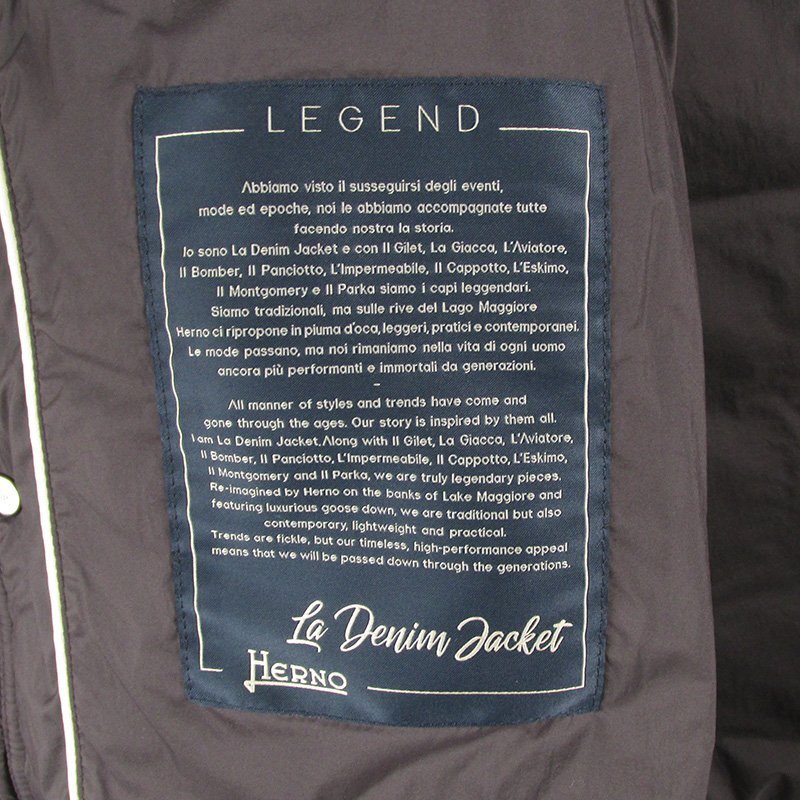 LEGEND
Abbiamo visto il susseguirsi degli eventi,
mode ed epoche, noi le abbiamo accompagnate tutte
facendo nostra la storia.
Io sono La Denim Jacket e con Il Gilet, La Giacca, L'Aviatore,
Il Bomber, Il Panciotto, L'Impermeabile, Il Cappotto, L'Eskimo,
Il Montgomery e Il Parka siamo i capi leggendari.
Siamo tradizionali, ma sulle rive del Lago Maggiore
Herno ci ripropone in piuma d'oca, leggeri, pratici e contemporanei.
Le mode passano, ma noi rimaniamo nella vita di ogni uomo
ancora più performanti e immortali da generazioni.
-
All manner of styles and trends have come and
gone through the ages. Our story is inspired by them all.
I am La Denim Jacket. Along with Il Gilet, La Giacca, L'Aviatore,
Il Bomber, Il Panciotto, L'Impermeabile, Il Cappotto, L'Eskimo,
Il Montgomery and Il Parka, we are truly legendary pieces.
Re-imagined by Herno on the banks of Lake Maggiore and
featuring luxurious goose down, we are traditional but also
contemporary, lightweight and practical.
Trends are fickle, but our timeless, high-performance appeal
means that we will be passed down through the generations.
La Denim Jacket
HERNO